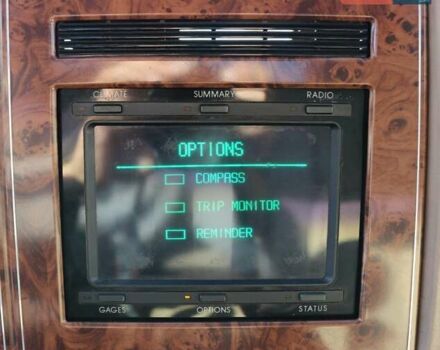 CLIMATE SUMMARY RADIO
OPTIONS
COMPASS
TRIP MONITOR
REMINDER
GAGES OPTIONS STATUS